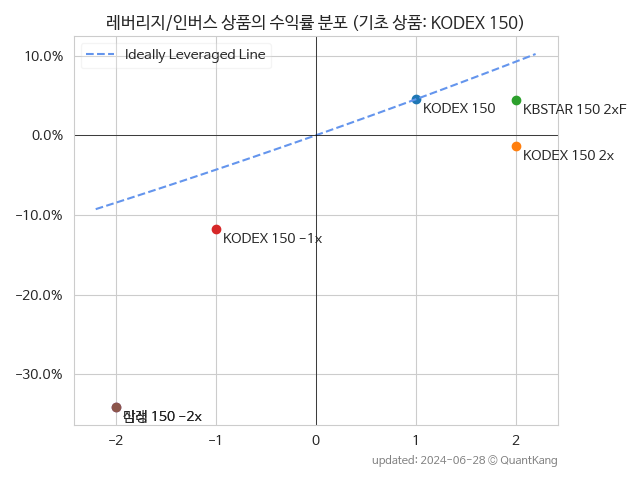 레버리지/인버스 상품의 수익률 분포 (기초 상품: KODEX 150)
Ideally Leveraged Line
10.0%
0.0%
−10.0%
−20.0%
−30.0%
KODEX 150
KBSTAR 150 2xF
KODEX 150 2x
KODEX 150 −1x
150 −2x
−2
−1
0
1
2
updated: 2024-06-28 © QuantKang